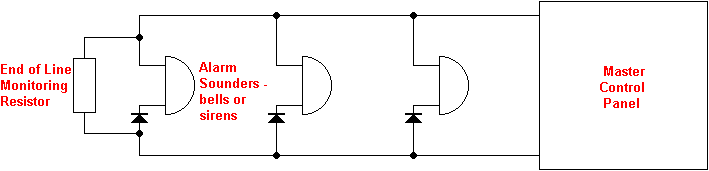 End of Line
Monitoring
Resistor
Alarm
Sounders -
bells or
sirens
Master
Control
Panel